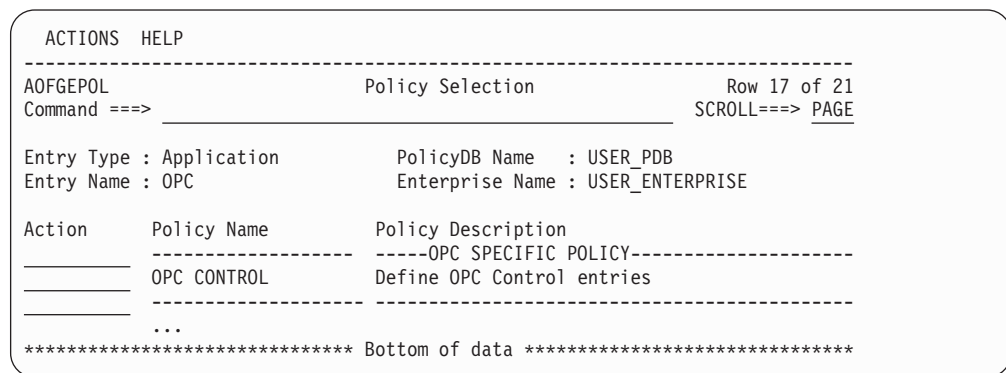 ACTIONS HELP
--------------------------------------------------------------------------------
AOFGEPOL Policy Selection Row 17 of 21
Command ===> SCROLL===> PAGE
Entry Type : Application PolicyDB Name : USER_PDB
Entry Name : OPC Enterprise Name : USER_ENTERPRISE
Action Policy Name Policy Description
------------------- -----OPC SPECIFIC POLICY---------------------
OPC CONTROL Define OPC Control entries
-------------------- ---------------------------------------------
...
******************************* Bottom of data *******************************